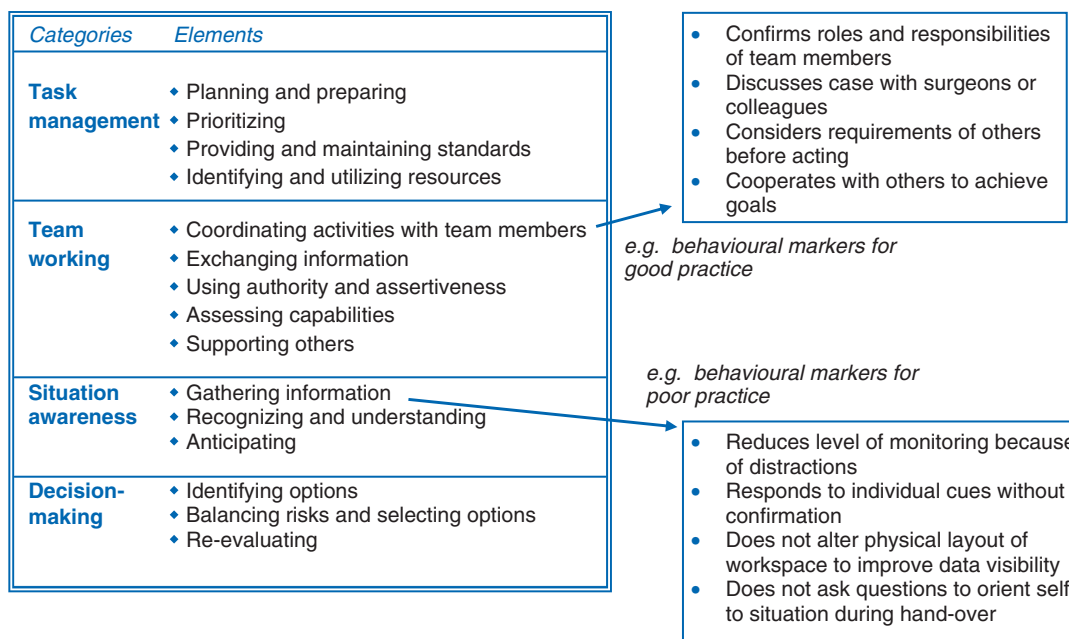 Categories Elements
Task
management
◆ Planning and preparing
◆ Prioritizing
◆ Providing and maintaining standards
◆ Identifying and utilizing resources
Team
working
◆ Coordinating activities with team members
◆ Exchanging information
◆ Using authority and assertiveness
◆ Assessing capabilities
◆ Supporting others
Situation
awareness
◆ Gathering information
◆ Recognizing and understanding
◆ Anticipating
Decision-
making
◆ Identifying options
◆ Balancing risks and selecting options
◆ Re-evaluating
• Confirms roles and responsibilities
of team members
• Discusses case with surgeons or
colleagues
• Considers requirements of others
before acting
• Cooperates with others to achieve
goals
e.g. behavioural markers for
good practice
e.g. behavioural markers for
poor practice
• Reduces level of monitoring because
of distractions
• Responds to individual cues without
confirmation
• Does not alter physical layout of
workspace to improve data visibility
• Does not ask questions to orient self
to situation during hand-over